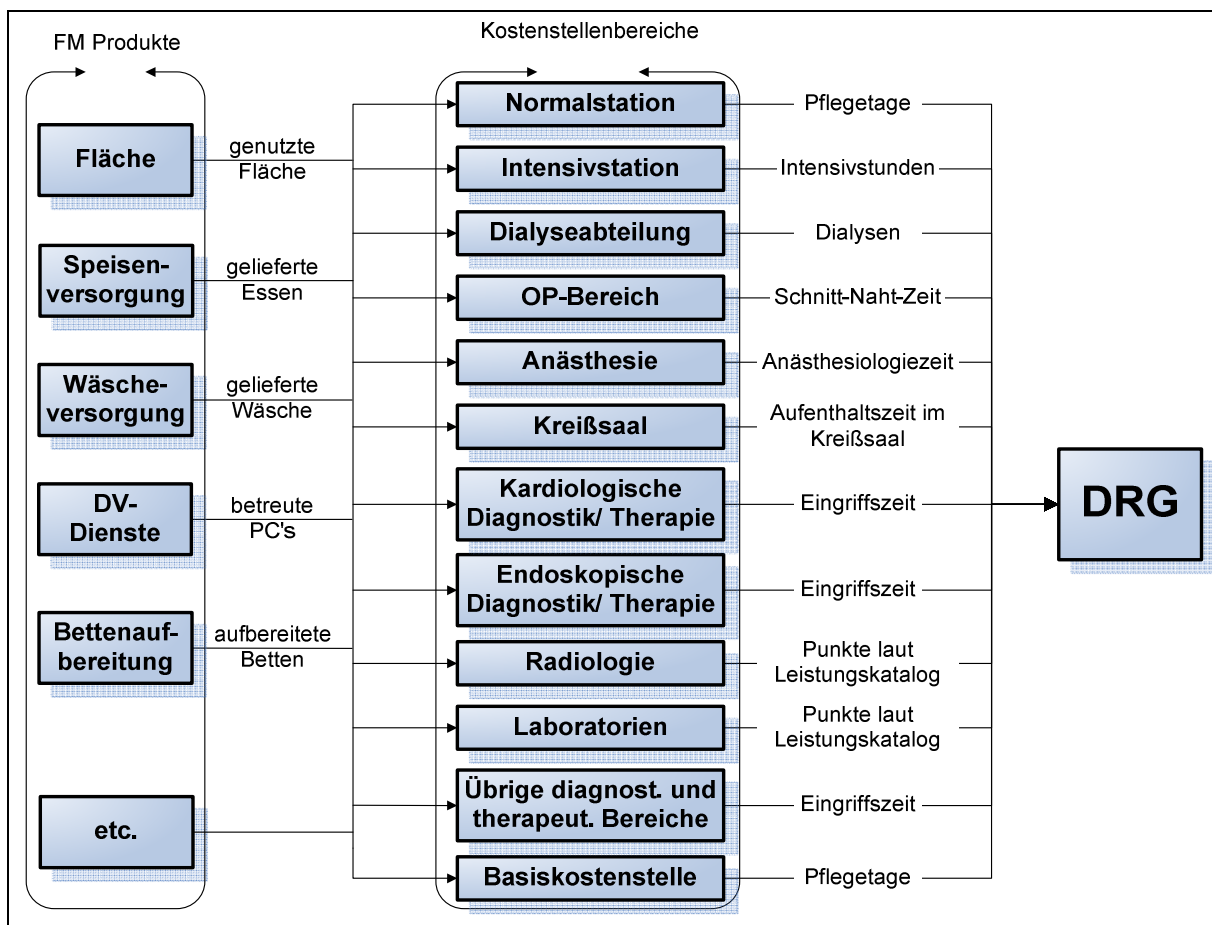 FM Produkte
Kostenstellenbereiche
Fläche
genutzte
Fläche
Speisen-
versorgung
gelieferte
Essen
Wäsche-
versorgung
gelieferte
Wäsche
DV-
Dienste
betreute
PC's
Bettenauf-
bereitung
aufbereitete
Betten
etc.
Normalstation
Pflegetage
Intensivstation
Intensivstunden
Dialyseabteilung
Dialysen
OP-Bereich
Schnitt-Naht-Zeit
Anästhesie
Anästhesiologiezeit
Kreißsaal
Aufenthaltszeit im
Kreißsaal
Kardiologische
Diagnostik/ Therapie
Eingriffszeit
Endoskopische
Diagnostik/ Therapie
Eingriffszeit
Radiologie
Punkte laut
Leistungskatalog
Laboratorien
Punkte laut
Leistungskatalog
Übrige diagnost. und
therapeut. Bereiche
Eingriffszeit
Basiskostenstelle
Pflegetage
DRG